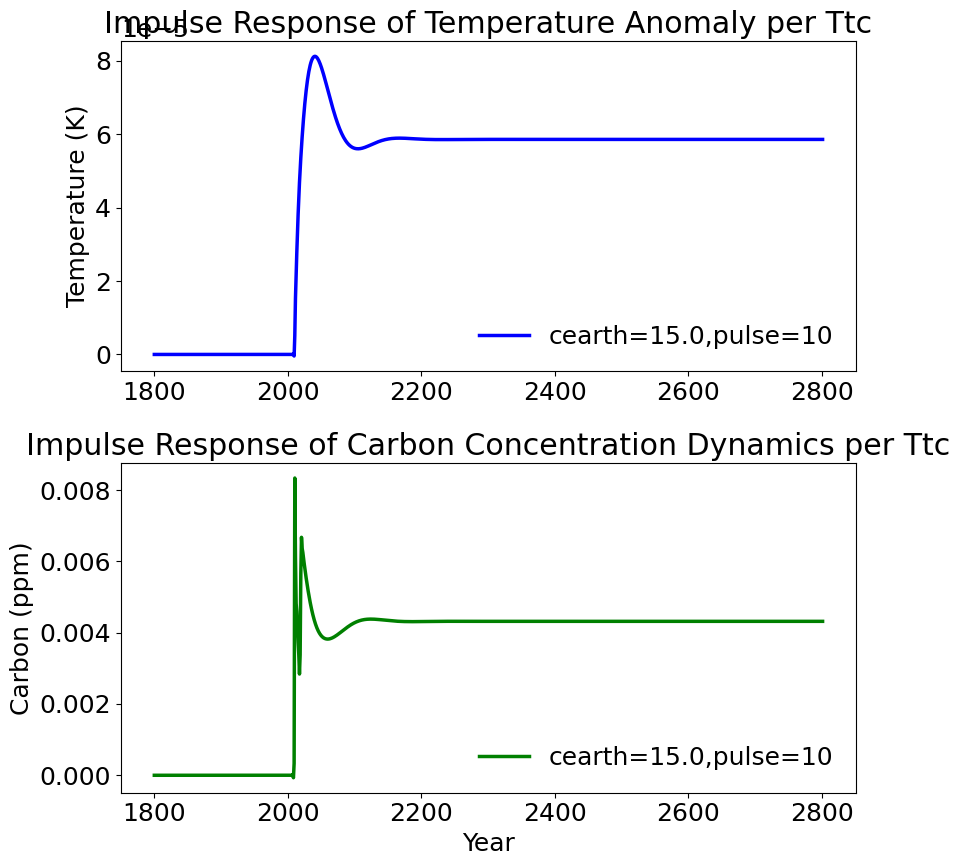 Impulse Response of Temperature Anomaly per Ttc
1e−5
8
6
4
2
0
Temperature (K)
cearth=15.0,pulse=10
1800 2000 2200 2400 2600 2800
Impulse Response of Carbon Concentration Dynamics per Ttc
0.008
0.006
0.004
0.002
0.000
Carbon (ppm)
cearth=15.0,pulse=10
1800 2000 2200 2400 2600 2800
Year